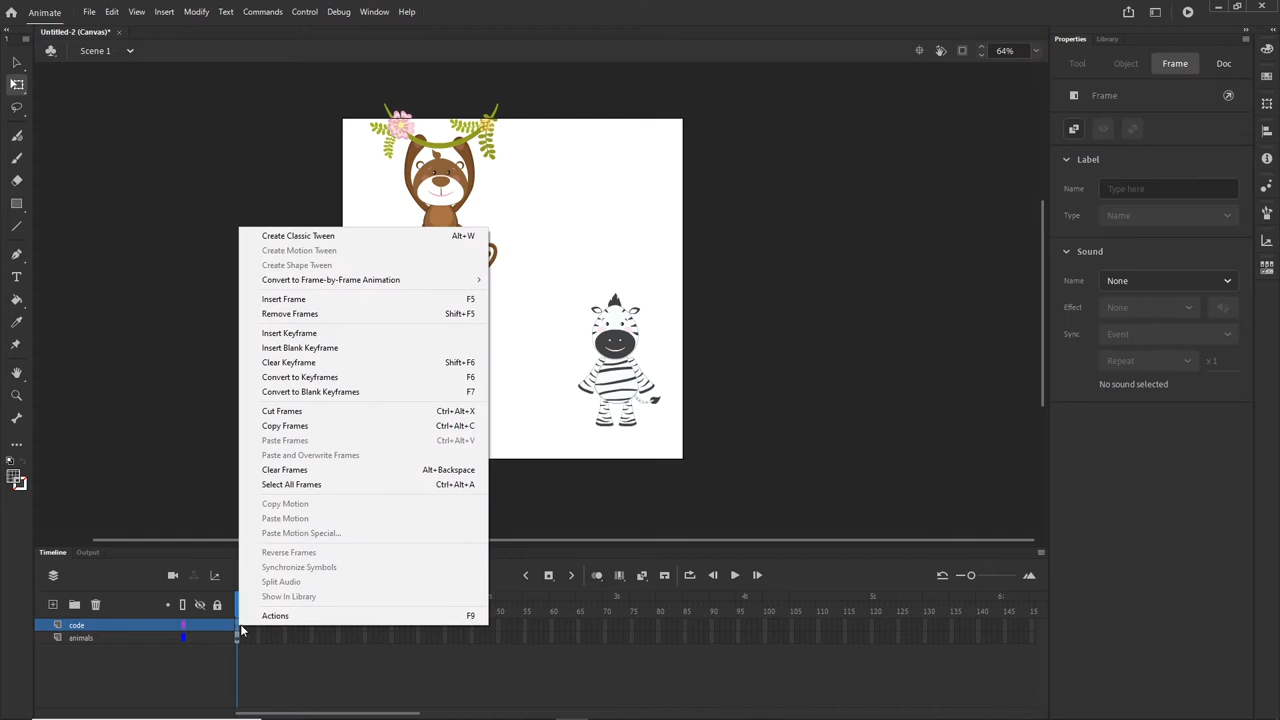 Animate File Edit View Insert Modify Text Commands Control Debug Window Help
Untitled-2 (Canvas)*
Scene 1
64%
Properties Library
Tool Object Frame Doc
Frame
Label
Name Type here
Type Name
Sound
Name None
Effect None
Sync Event
Repeat x 1
No sound selected
Create Classic Tween Alt+W
Create Motion Tween
Create Shape Tween
Convert to Frame-by-Frame Animation
Insert Frame F5
Remove Frames Shift+F5
Insert Keyframe
Insert Blank Keyframe
Clear Keyframe Shift+F6
Convert to Keyframes F6
Convert to Blank Keyframes F7
Cut Frames Ctrl+Alt+X
Copy Frames Ctrl+Alt+C
Paste Frames Ctrl+Alt+V
Paste and Overwrite Frames
Clear Frames Alt+Backspace
Select All Frames Ctrl+Alt+A
Copy Motion
Paste Motion
Paste Motion Special...
Reverse Frames
Synchronize Symbols
Split Audio
Show In Library
Actions F9
Timeline Output
3s 4s 5s 6s
50 55 60 65 70 75 80 85 90 95 100 105 110 115 120 125 130 135 140 145
code
animals